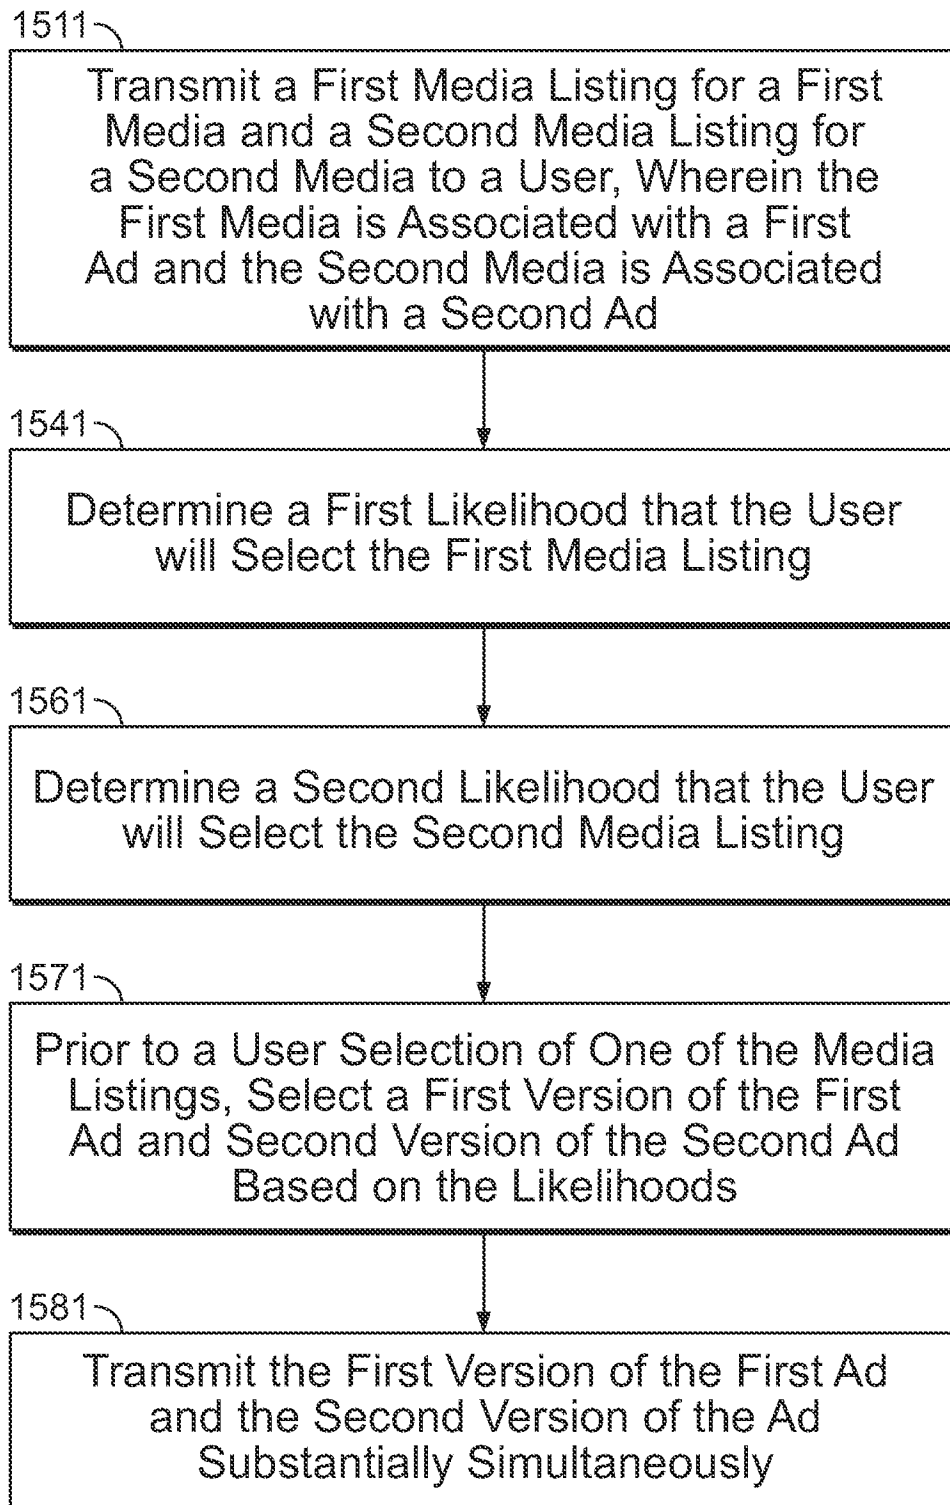 1511
Transmit a First Media Listing for a First
Media and a Second Media Listing for
a Second Media to a User, Wherein the
First Media is Associated with a First
Ad and the Second Media is Associated
with a Second Ad
1541
Determine a First Likelihood that the User
will Select the First Media Listing
1561
Determine a Second Likelihood that the User
will Select the Second Media Listing
1571
Prior to a User Selection of One of the Media
Listings, Select a First Version of the First
Ad and Second Version of the Second Ad
Based on the Likelihoods
1581
Transmit the First Version of the First Ad
and the Second Version of the Ad
Substantially Simultaneously